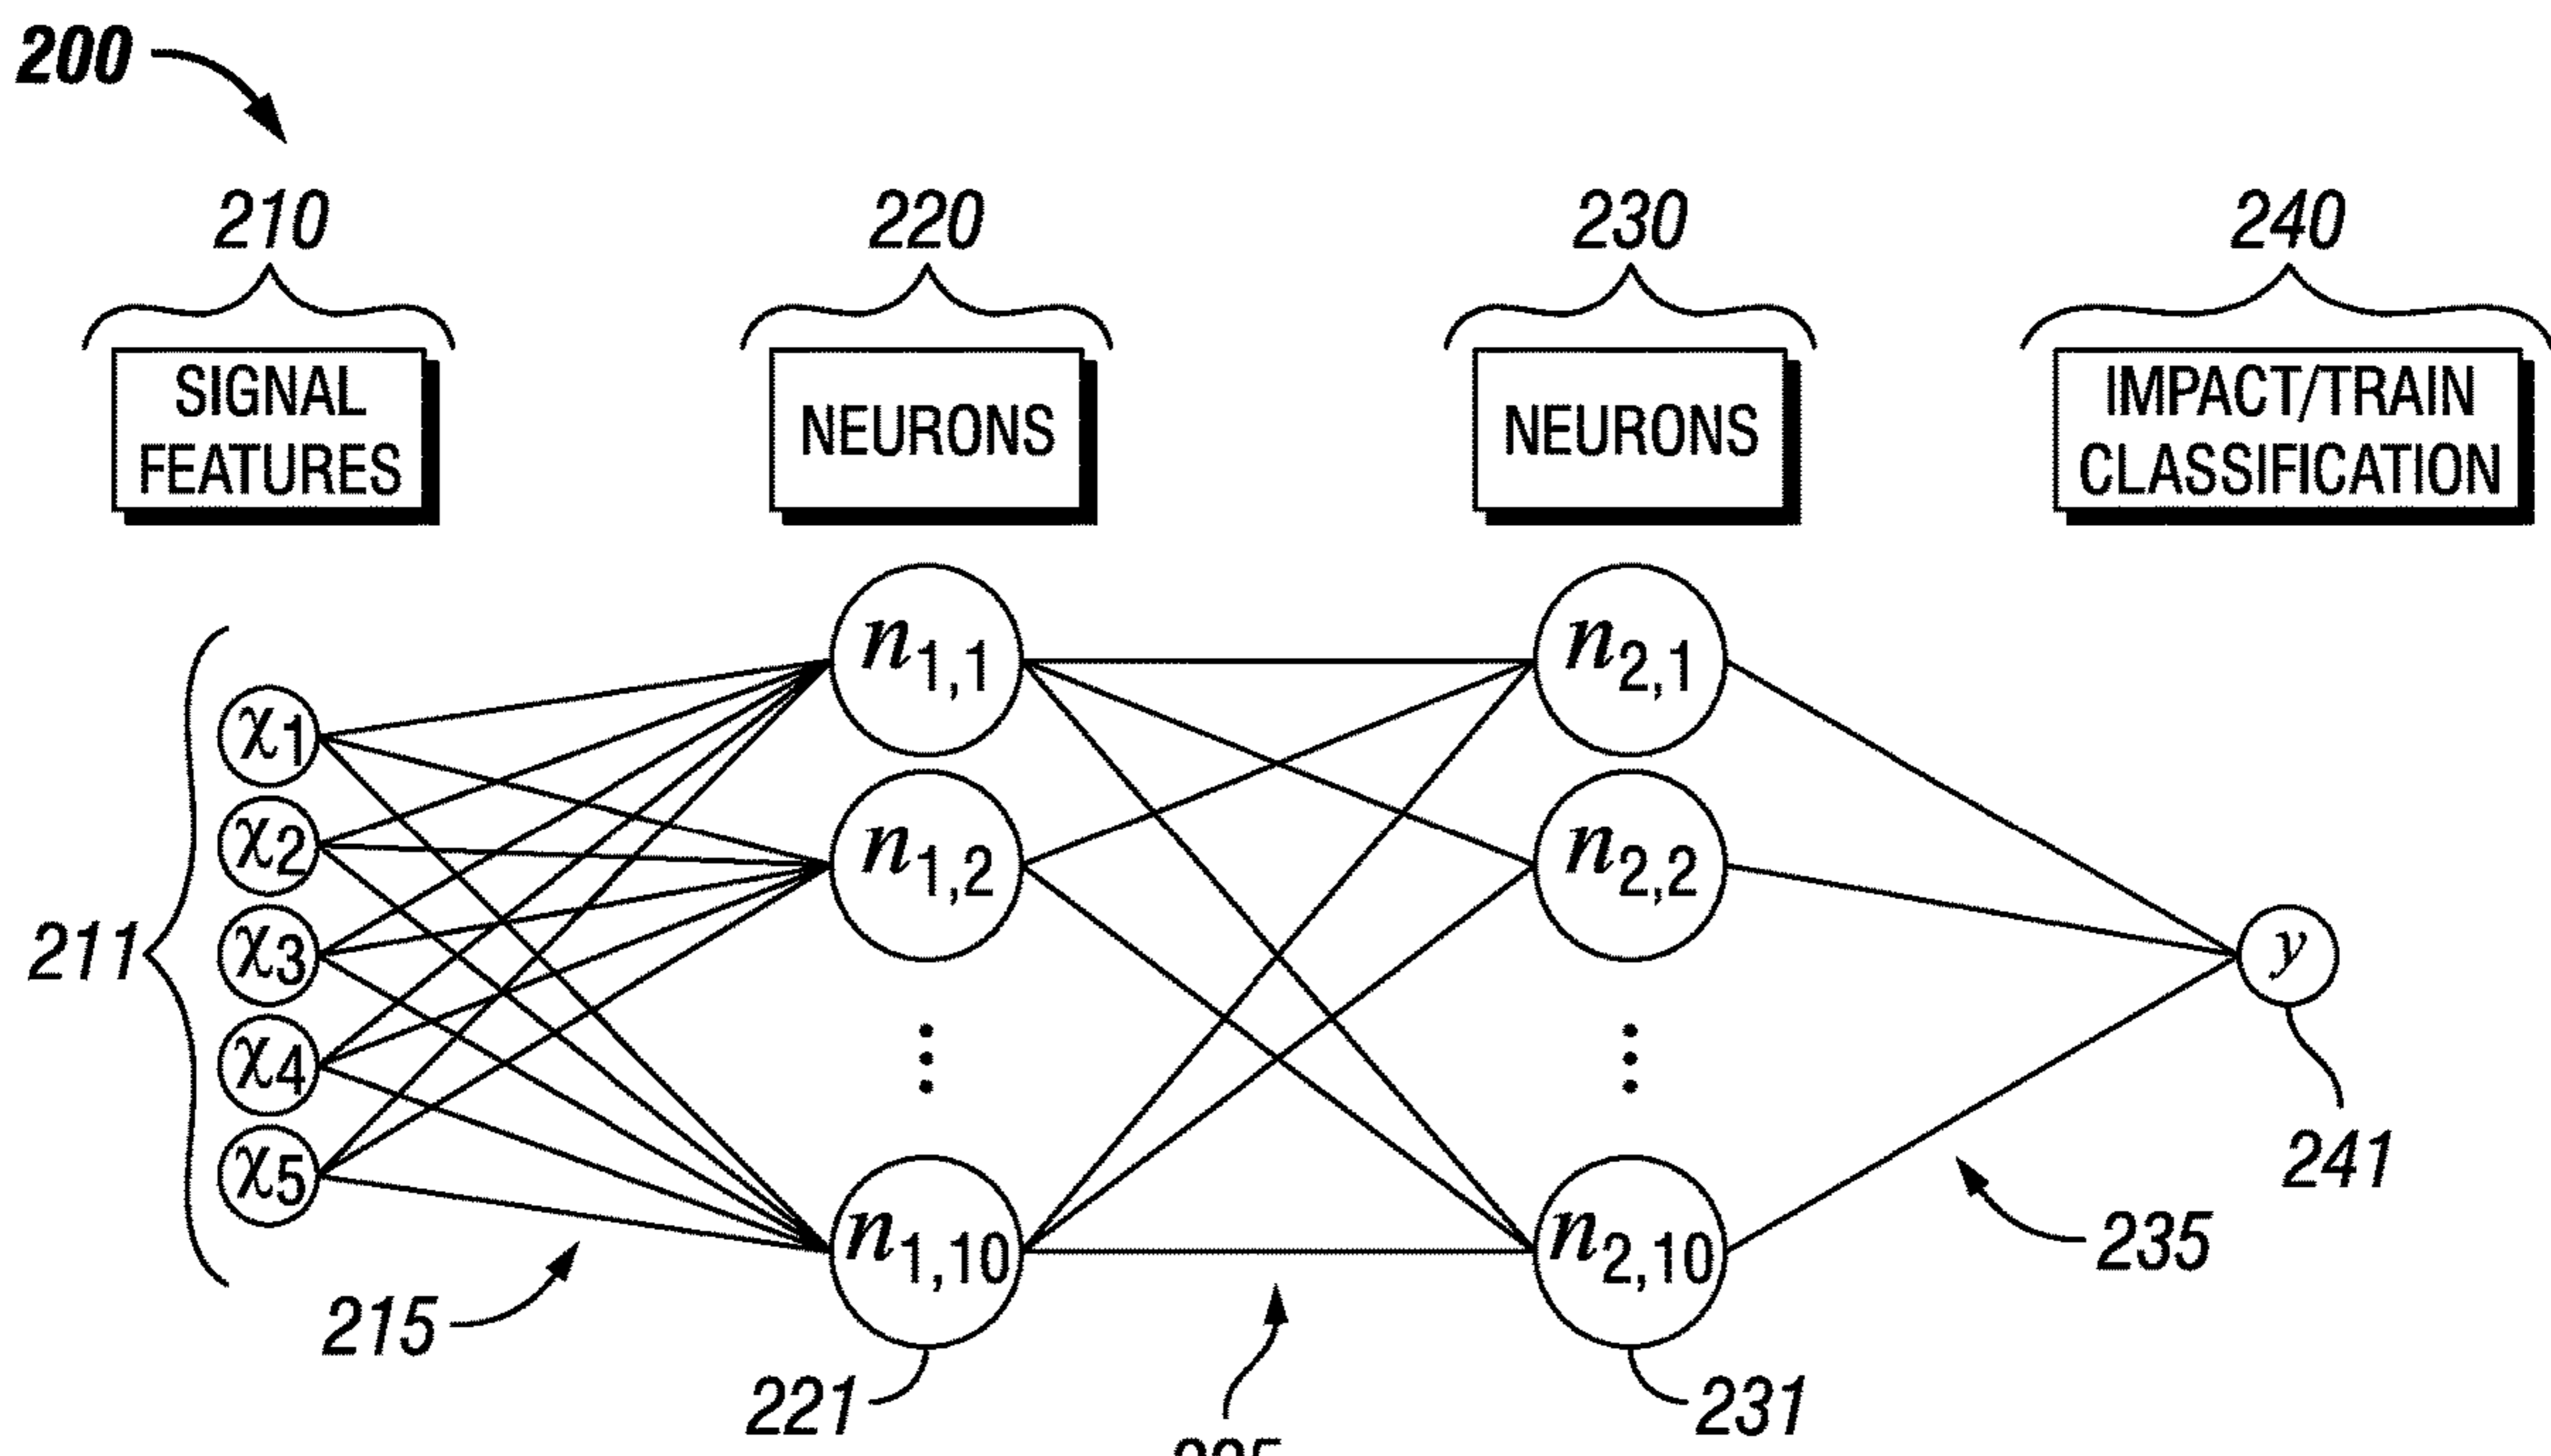 200
210
220
230
240
SIGNAL
FEATURES
NEURONS
NEURONS
IMPACT/TRAIN
CLASSIFICATION
n1,1
n2,1
χ1
χ2
n1,2
n2,2
211
χ3
y
χ4
χ5
241
n1,10
n2,10
235
215
221
231